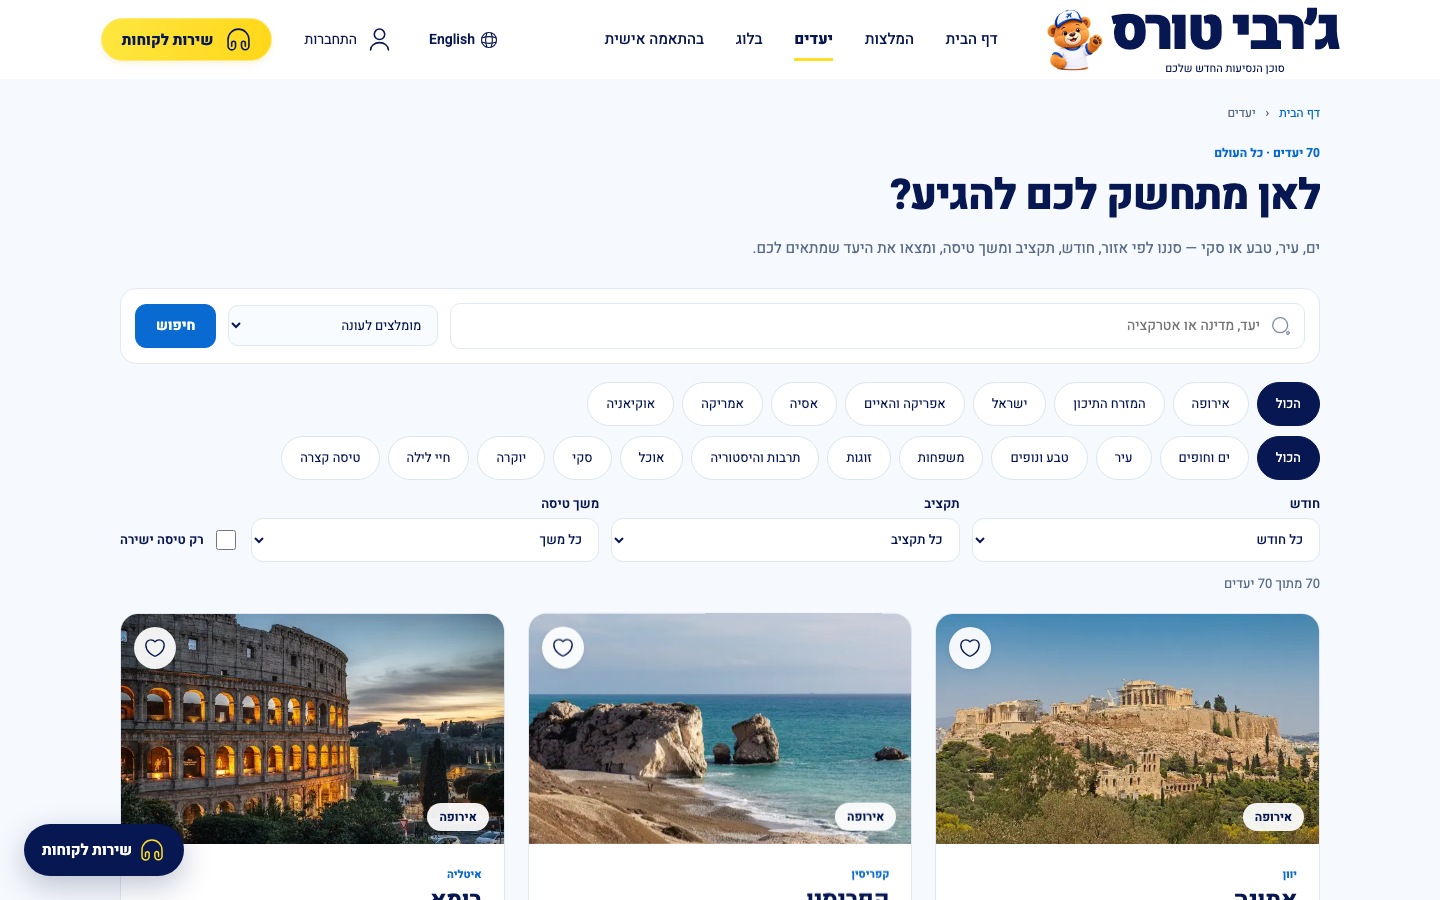 ג'רבי טורס
סוכן הנסיעות החדש שלכם
דף הבית
המלצות
יעדים
בלוג
בהתאמה אישית
English
התחברות
שירות לקוחות
דף הבית › יעדים
70 יעדים · כל העולם
לאן מתחשק לכם להגיע?
ים, עיר, טבע או סקי — סננו לפי אזור, חודש, תקציב ומשך טיסה, ומצאו את היעד שמתאים לכם.
יעד, מדינה או אטרקציה
מומלצים לעונה
חיפוש
הכול
אירופה
המזרח התיכון
ישראל
אפריקה והאיים
אסיה
אמריקה
אוקיאניה
הכול
ים וחופים
עיר
טבע ונופים
משפחות
זוגות
תרבות והיסטוריה
אוכל
סקי
יוקרה
חיי לילה
טיסה קצרה
חודש
תקציב
משך טיסה
כל חודש
כל תקציב
כל משך
רק טיסה ישירה
70 מתוך 70 יעדים
אירופה
אירופה
אירופה
יוון
אתונה
קפריסין
קפריסין
איטליה
רומא
שירות לקוחות